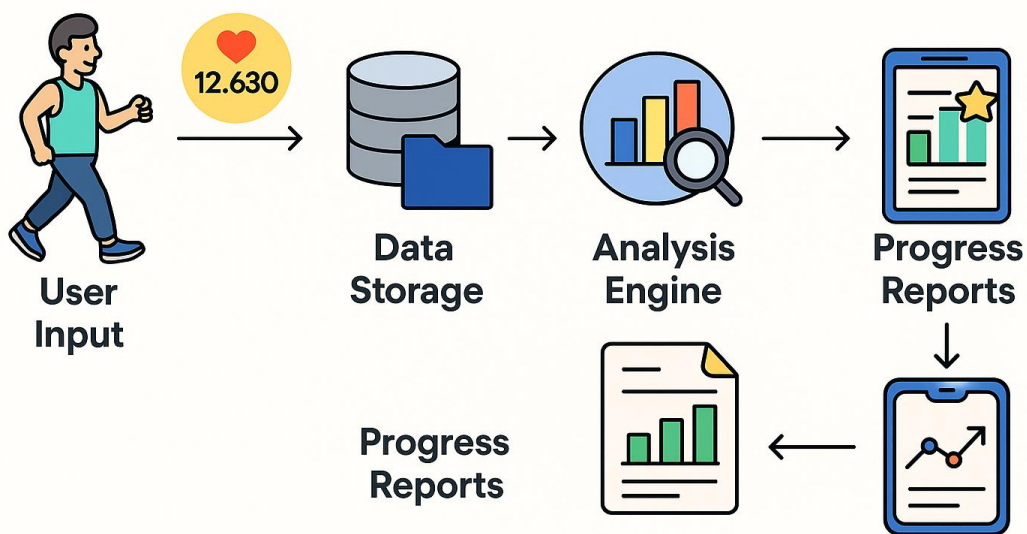 12.630
User
Input
Data
Storage
Analysis
Engine
Progress
Reports
Progress
Reports